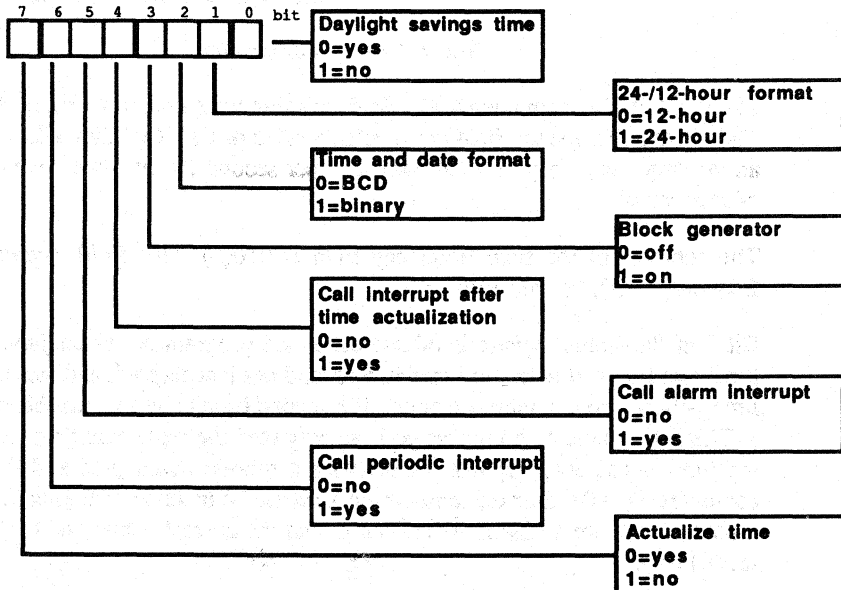 7 6 5 4 3 2 1 0 bit
Daylight savings time
0=yes
1=no
24-/12-hour format
0=12-hour
1=24-hour
Time and date format
0=BCD
1=binary
Block generator
0=off
1=on
Call interrupt after
time actualization
0=no
1=yes
Call alarm interrupt
0=no
1=yes
Call periodic interrupt
0=no
1=yes
Actualize time
0=yes
1=no